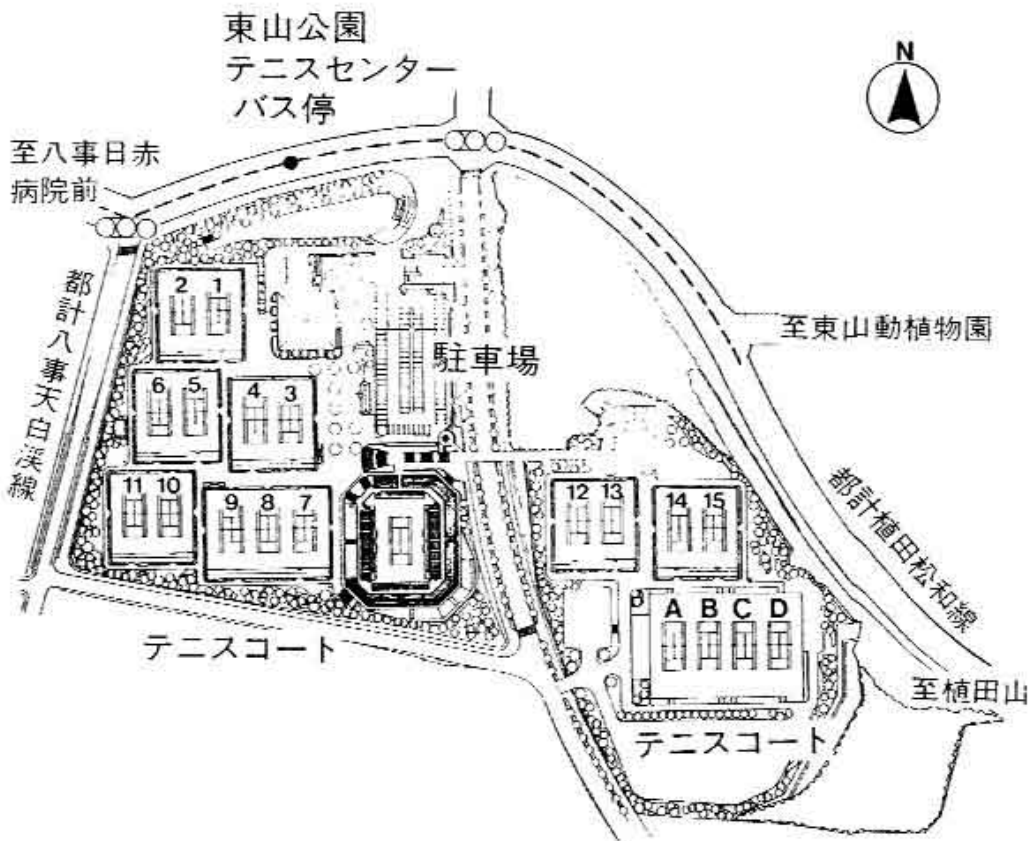 東山公園
テニスセンター
バス停
N
至八事日赤
病院前
都計八事天白渓線
2 1
至東山動植物園
駐車場
6 5
4 3
11 10
9 8 7
12 13
14 15
都計植田松和線
A B C D
テニスコート
至植田山
テニスコート